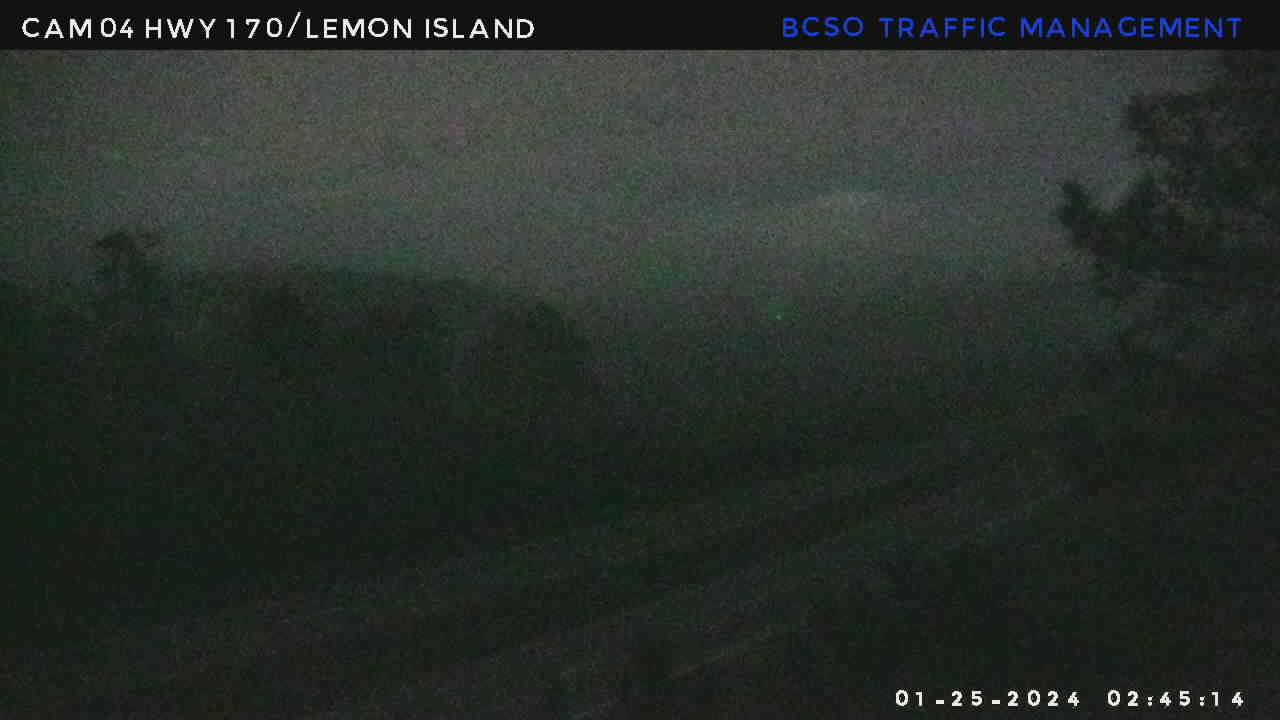 CAM 04 HWY 170/LEMON ISLAND
BCSO TRAFFIC MANAGEMENT
01-25-2024 02:45:14